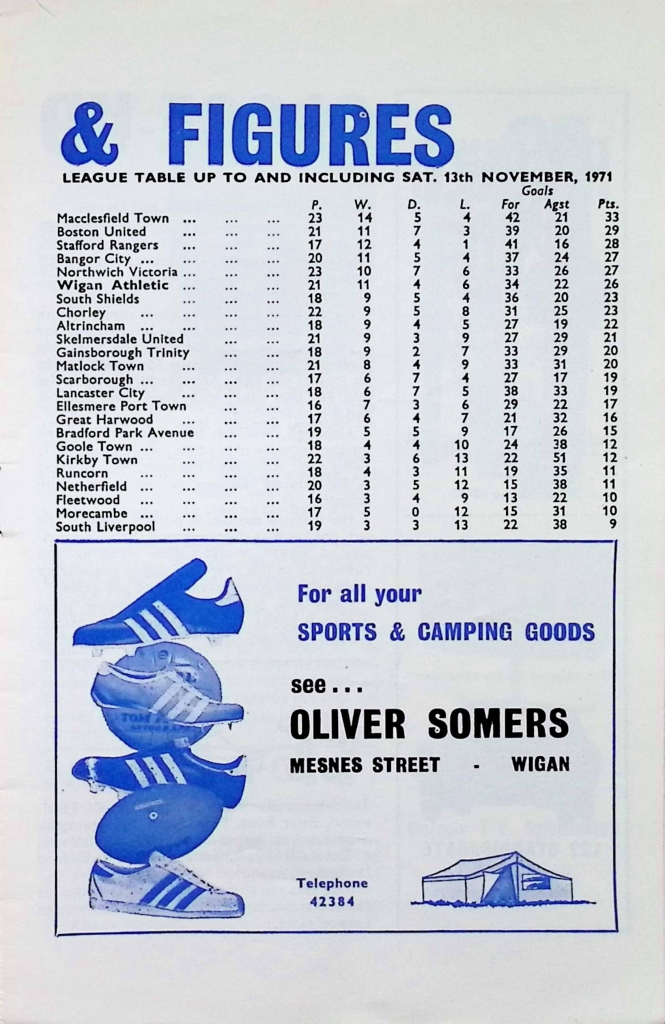 & FIGURES
LEAGUE TABLE UP TO AND INCLUDING SAT. 13th NOVEMBER, 1971
Goals
P. W. D. L. For Agst Pts.
Macclesfield Town ... ... ... 23 14 5 4 42 21 33
Boston United ... ... ... 21 11 7 3 39 20 29
Stafford Rangers ... ... ... 17 12 4 1 41 16 28
Bangor City ... ... ... ... 20 11 5 4 37 24 27
Northwich Victoria ... ... ... 23 10 7 6 33 26 27
Wigan Athletic ... ... ... 21 11 4 6 34 22 26
South Shields ... ... ... 18 9 5 4 36 20 23
Chorley ... ... ... ... 22 9 5 8 31 25 23
Altrincham ... ... ... ... 18 9 4 5 27 19 22
Skelmersdale United ... ... 21 9 3 9 27 29 21
Gainsborough Trinity ... ... 18 9 2 7 33 29 20
Matlock Town ... ... ... 21 8 4 9 33 31 20
Scarborough ... ... ... ... 17 6 7 4 27 17 19
Lancaster City ... ... ... 18 6 7 5 38 33 19
Ellesmere Port Town ... ... 16 7 3 6 29 22 17
Great Harwood ... ... ... 17 6 4 7 21 32 16
Bradford Park Avenue ... ... 19 5 5 9 17 26 15
Goole Town ... ... ... ... 18 4 4 10 24 38 12
Kirkby Town ... ... ... 22 3 6 13 22 51 12
Runcorn ... ... ... ... 18 4 3 11 19 35 11
Netherfield ... ... ... ... 20 3 5 12 15 38 11
Fleetwood ... ... ... ... 16 3 4 9 13 22 10
Morecambe ... ... ... ... 17 5 0 12 15 31 10
South Liverpool ... ... ... 19 3 3 13 22 38 9
For all your
SPORTS & CAMPING GOODS
see...
OLIVER SOMERS
MESNES STREET - WIGAN
Telephone
42384